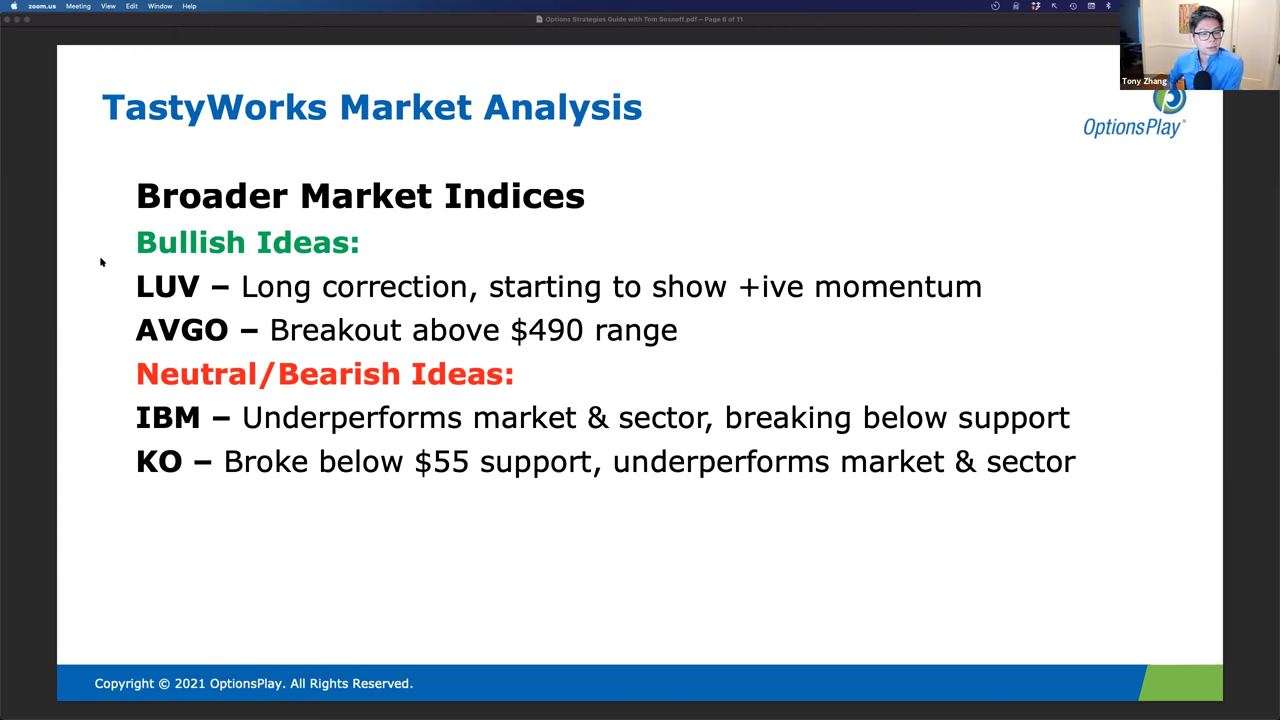 zoom.us Meeting View Edit Window Help
Options Strategies Guide with Tom Sosnoff.pdf – Page 6 of 11
Tony Zhang
TastyWorks Market Analysis
OptionsPlay
Broader Market Indices
Bullish Ideas:
LUV – Long correction, starting to show +ive momentum
AVGO – Breakout above $490 range
Neutral/Bearish Ideas:
IBM – Underperforms market & sector, breaking below support
KO – Broke below $55 support, underperforms market & sector
Copyright © 2021 OptionsPlay. All Rights Reserved.